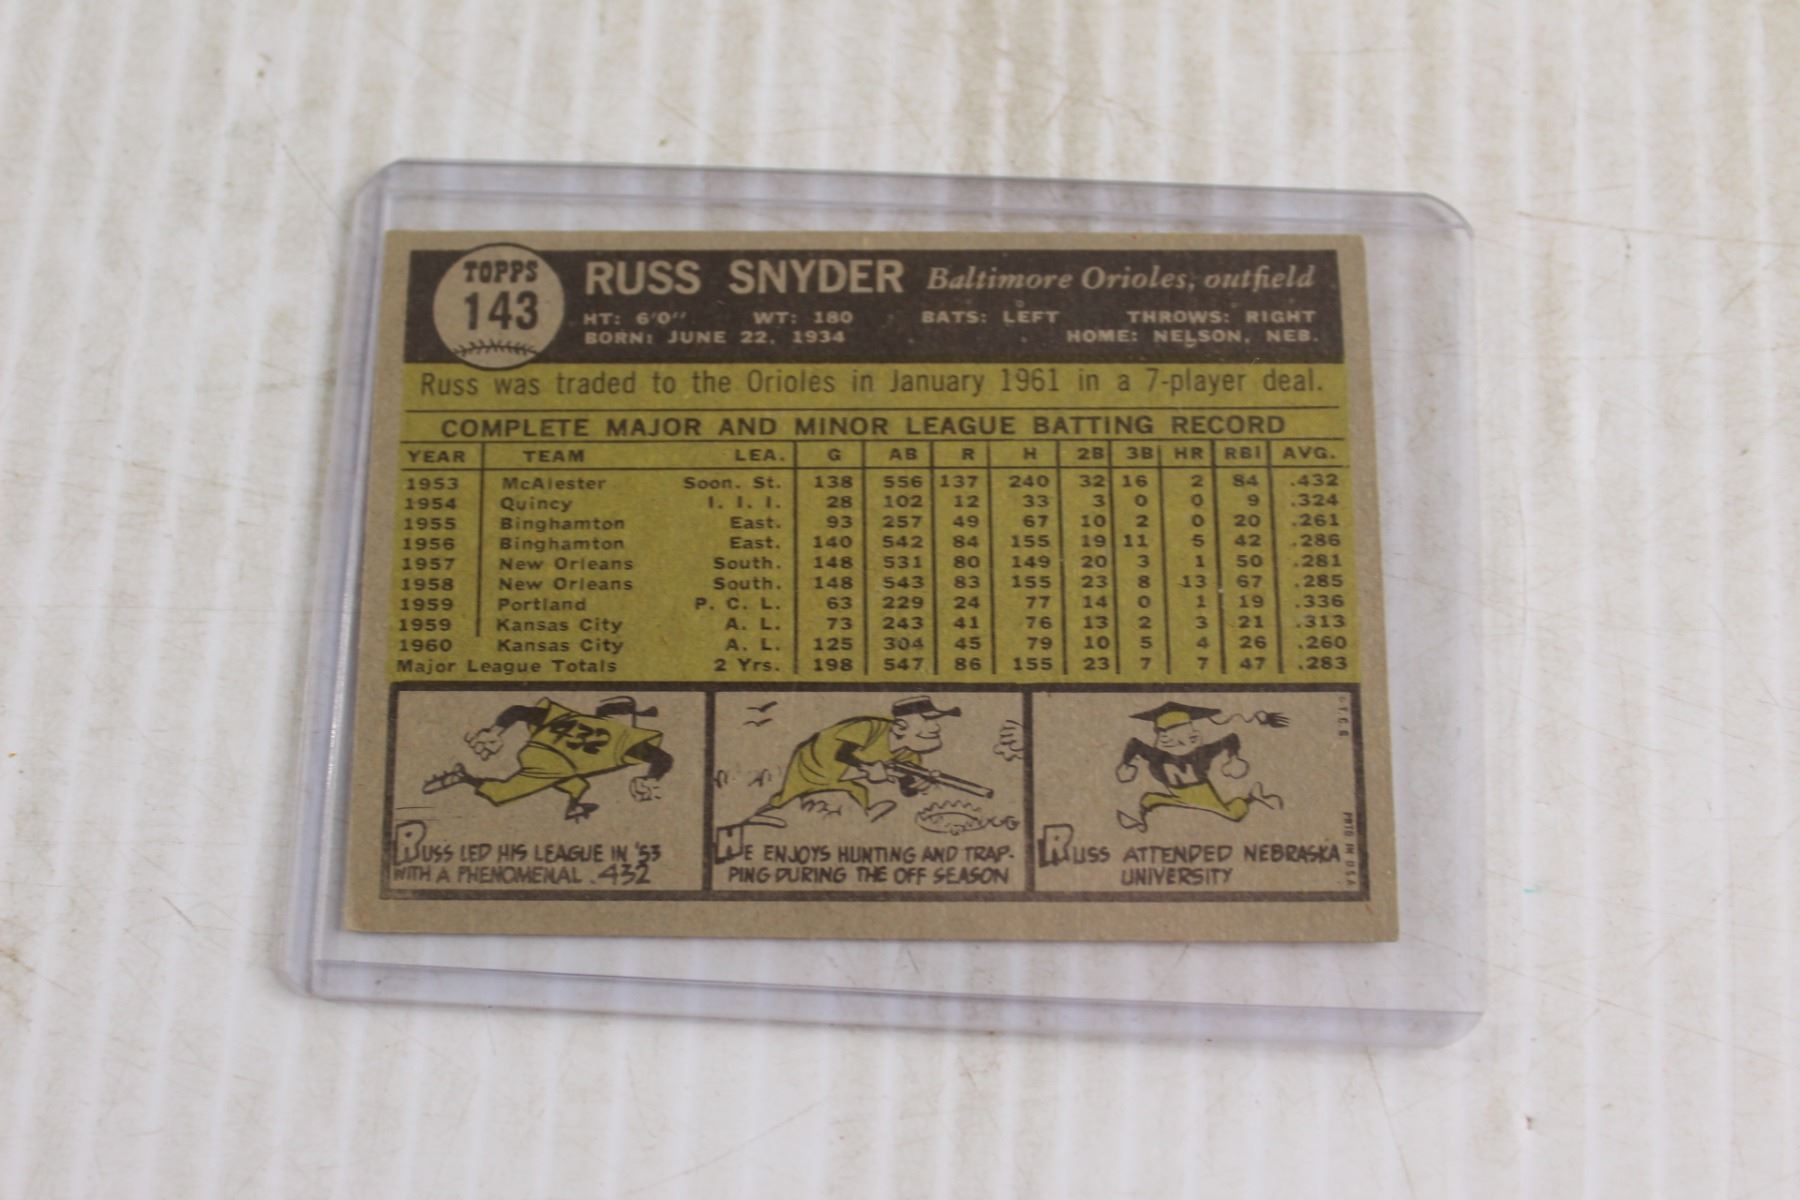 TOPPS
143
RUSS SNYDER Baltimore Orioles, outfield
HT: 6'0" WT: 180 BATS: LEFT THROWS: RIGHT
BORN: JUNE 22, 1934 HOME: NELSON, NEB.
Russ was traded to the Orioles in January 1961 in a 7-player deal.
COMPLETE MAJOR AND MINOR LEAGUE BATTING RECORD
YEAR TEAM LEA. G AB R H 2B 3B HR RBI AVG.
1953 McAlester Soon. St. 138 556 137 240 32 16 2 84 .432
1954 Quincy I. I. I. 28 102 12 33 3 0 0 9 .324
1955 Binghamton East. 93 257 49 67 10 2 0 20 .261
1956 Binghamton East. 140 542 84 155 19 11 5 42 .286
1957 New Orleans South. 148 531 80 149 20 3 1 50 .281
1958 New Orleans South. 148 543 83 155 23 8 13 67 .285
1959 Portland P. C. L. 63 229 24 77 14 0 1 19 .336
1959 Kansas City A. L. 73 243 41 76 13 2 3 21 .313
1960 Kansas City A. L. 125 304 45 79 10 5 4 26 .260
Major League Totals 2 Yrs. 198 547 86 155 23 7 7 47 .283
432
RUSS LED HIS LEAGUE IN '53
WITH A PHENOMENAL .432
HE ENJOYS HUNTING AND TRAP-
PING DURING THE OFF SEASON
N
RUSS ATTENDED NEBRASKA
UNIVERSITY
© T.C.G.
PRTD IN U.S.A.